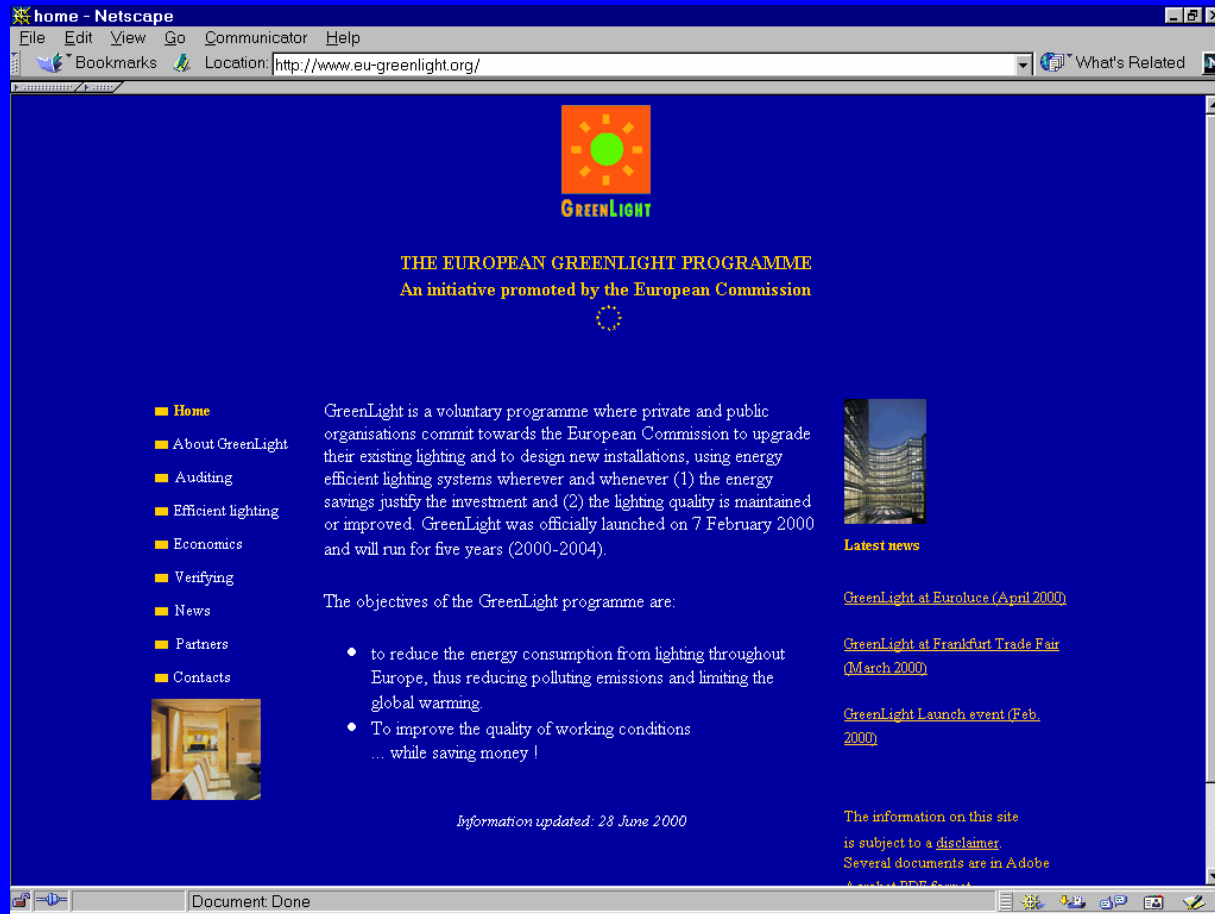 home - Netscape
File Edit View Go Communicator Help
Bookmarks Location: http://www.eu-greenlight.org/ What's Related
GREENLIGHT
THE EUROPEAN GREENLIGHT PROGRAMME
An initiative promoted by the European Commission
Home
About GreenLight
Auditing
Efficient lighting
Economics
Verifying
News
Partners
Contacts
GreenLight is a voluntary programme where private and public
organisations commit towards the European Commission to upgrade
their existing lighting and to design new installations, using energy
efficient lighting systems wherever and whenever (1) the energy
savings justify the investment and (2) the lighting quality is maintained
or improved. GreenLight was officially launched on 7 February 2000
and will run for five years (2000-2004).
The objectives of the GreenLight programme are:
to reduce the energy consumption from lighting throughout
Europe, thus reducing polluting emissions and limiting the
global warming.
To improve the quality of working conditions
... while saving money !
Information updated: 28 June 2000
Latest news
GreenLight at Euroluce (April 2000)
GreenLight at Frankfurt Trade Fair
(March 2000)
GreenLight Launch event (Feb.
2000)
The information on this site
is subject to a disclaimer.
Several documents are in Adobe
Acrobat PDF format
Document: Done